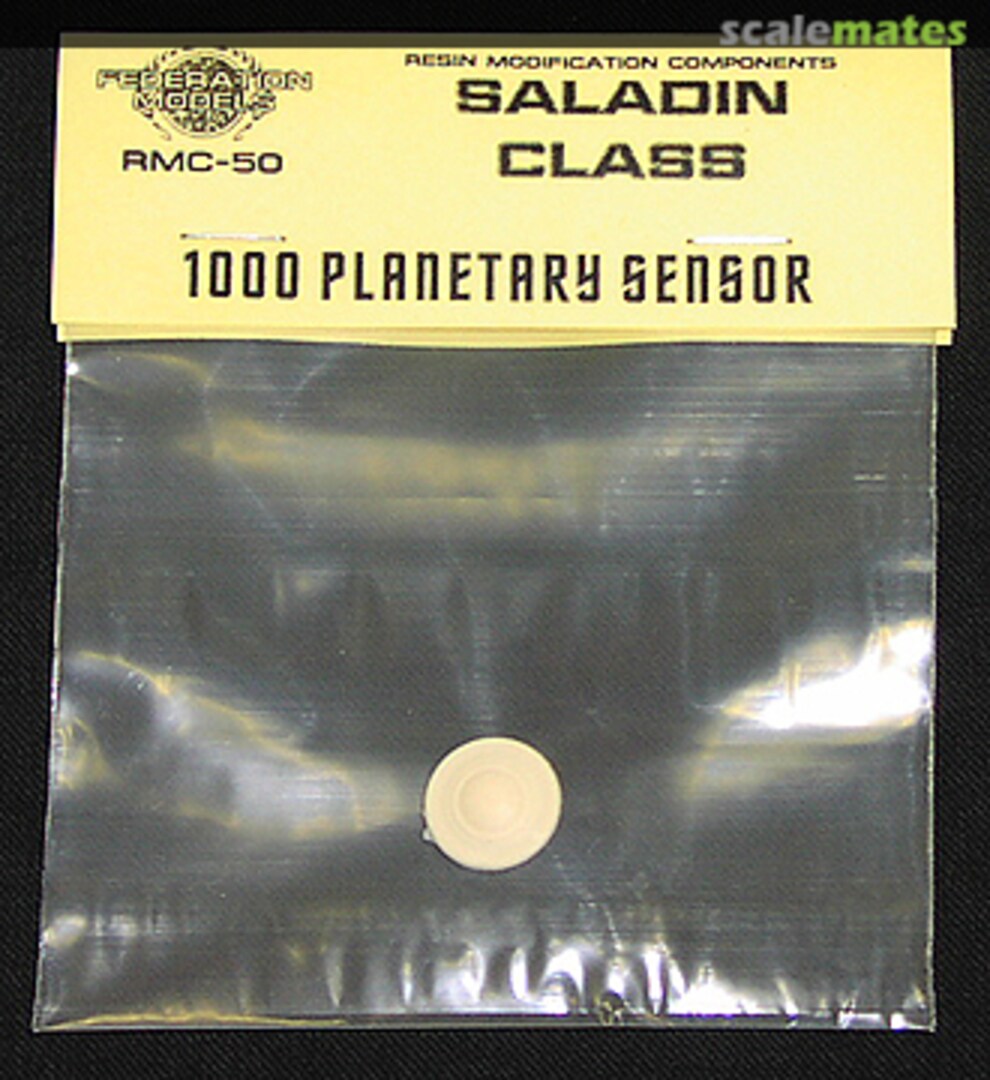 scalemates
FEDERATION
MODELS
RMC-50
RESIN MODIFICATION COMPONENTS
SALADIN
CLASS
1000 PLANETARY SENSOR